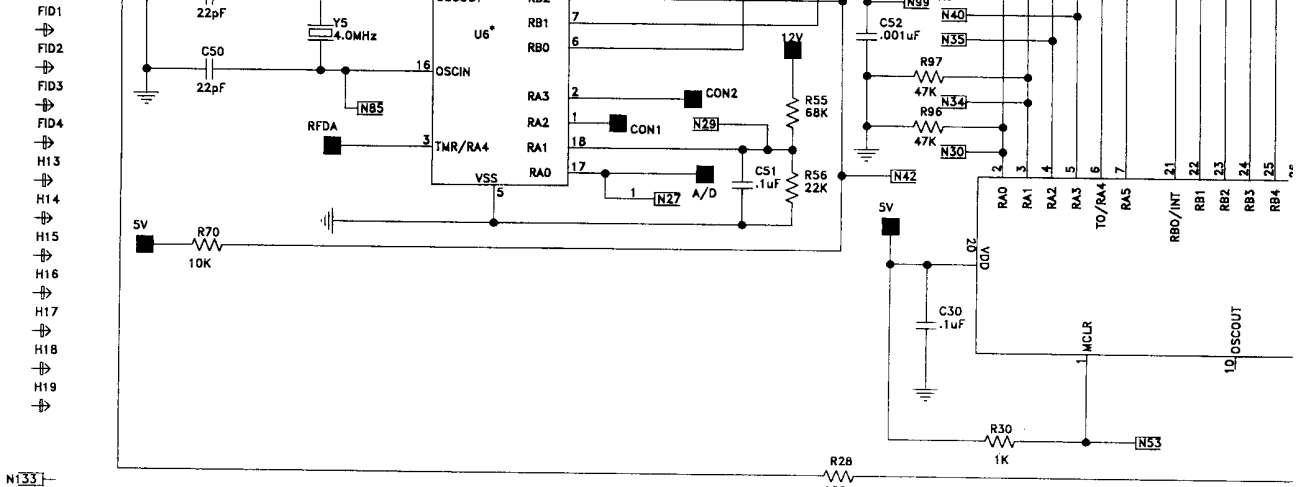 FID1
FID2
FID3
FID4
H13
H14
H15
H16
H17
H18
H19
N133
22pF
C50
22pF
Y5
4.0MHz
N85
RFDA
5V
R70
10K
U6*
16 OSCIN
3 TMR/RA4
VSS
5
RB1 7
RB0 6
RA3 2
RA2 1
RA1 18
RA0 17
CON2
CON1
N29
1 N27
A/D
C51
.1uF
12V
R55
68K
R56
22K
N42
N99
C52
.001uF
N40
N35
R97
47K
N34
R96
47K
N30
2 RA0
3 RA1
4 RA2
5 RA3
6 TO/RA4
7 RA5
21 RBO/INT
22 RB1
23 RB2
24 RB3
25 RB4
5V
20 VDD
C30
.1uF
1 MCLR
10 OSCOUT
R30
1K
N53
R28